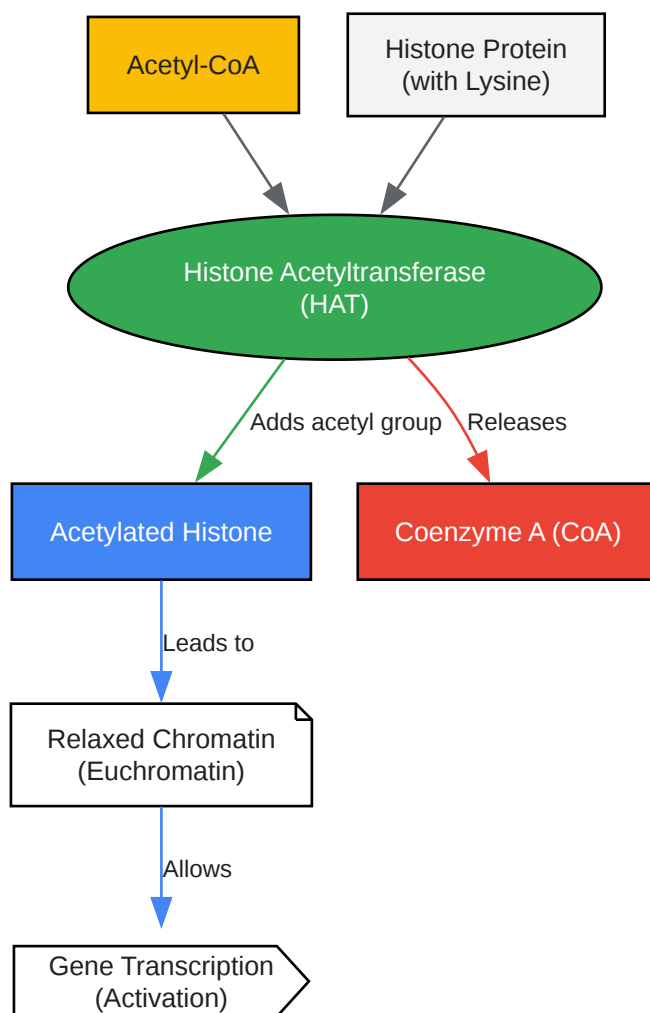 Acetyl-CoA
Histone Protein
(with Lysine)
Histone Acetyltransferase
(HAT)
Adds acetyl group
Releases
Acetylated Histone
Coenzyme A (CoA)
Leads to
Relaxed Chromatin
(Euchromatin)
Allows
Gene Transcription
(Activation)